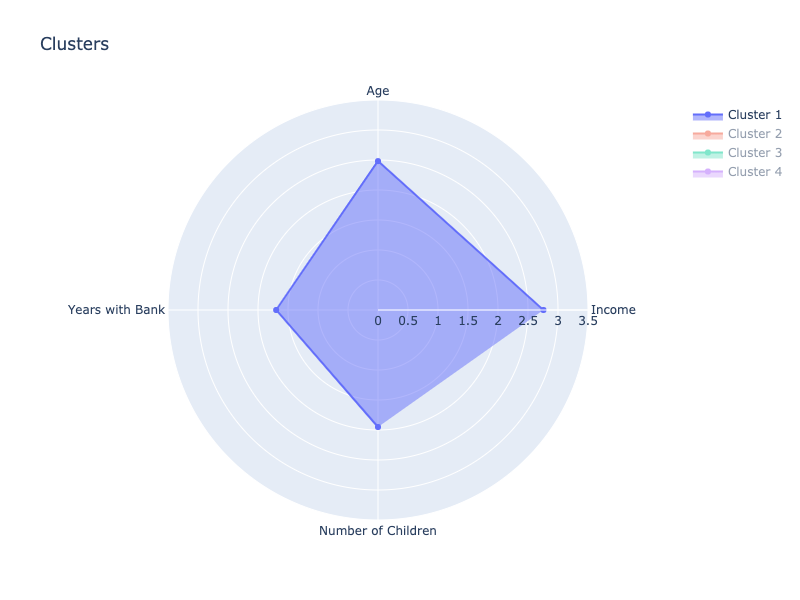 Clusters
Age
Cluster 1
Cluster 2
Cluster 3
Cluster 4
Years with Bank
Income
0 0.5 1 1.5 2 2.5 3 3.5
Number of Children